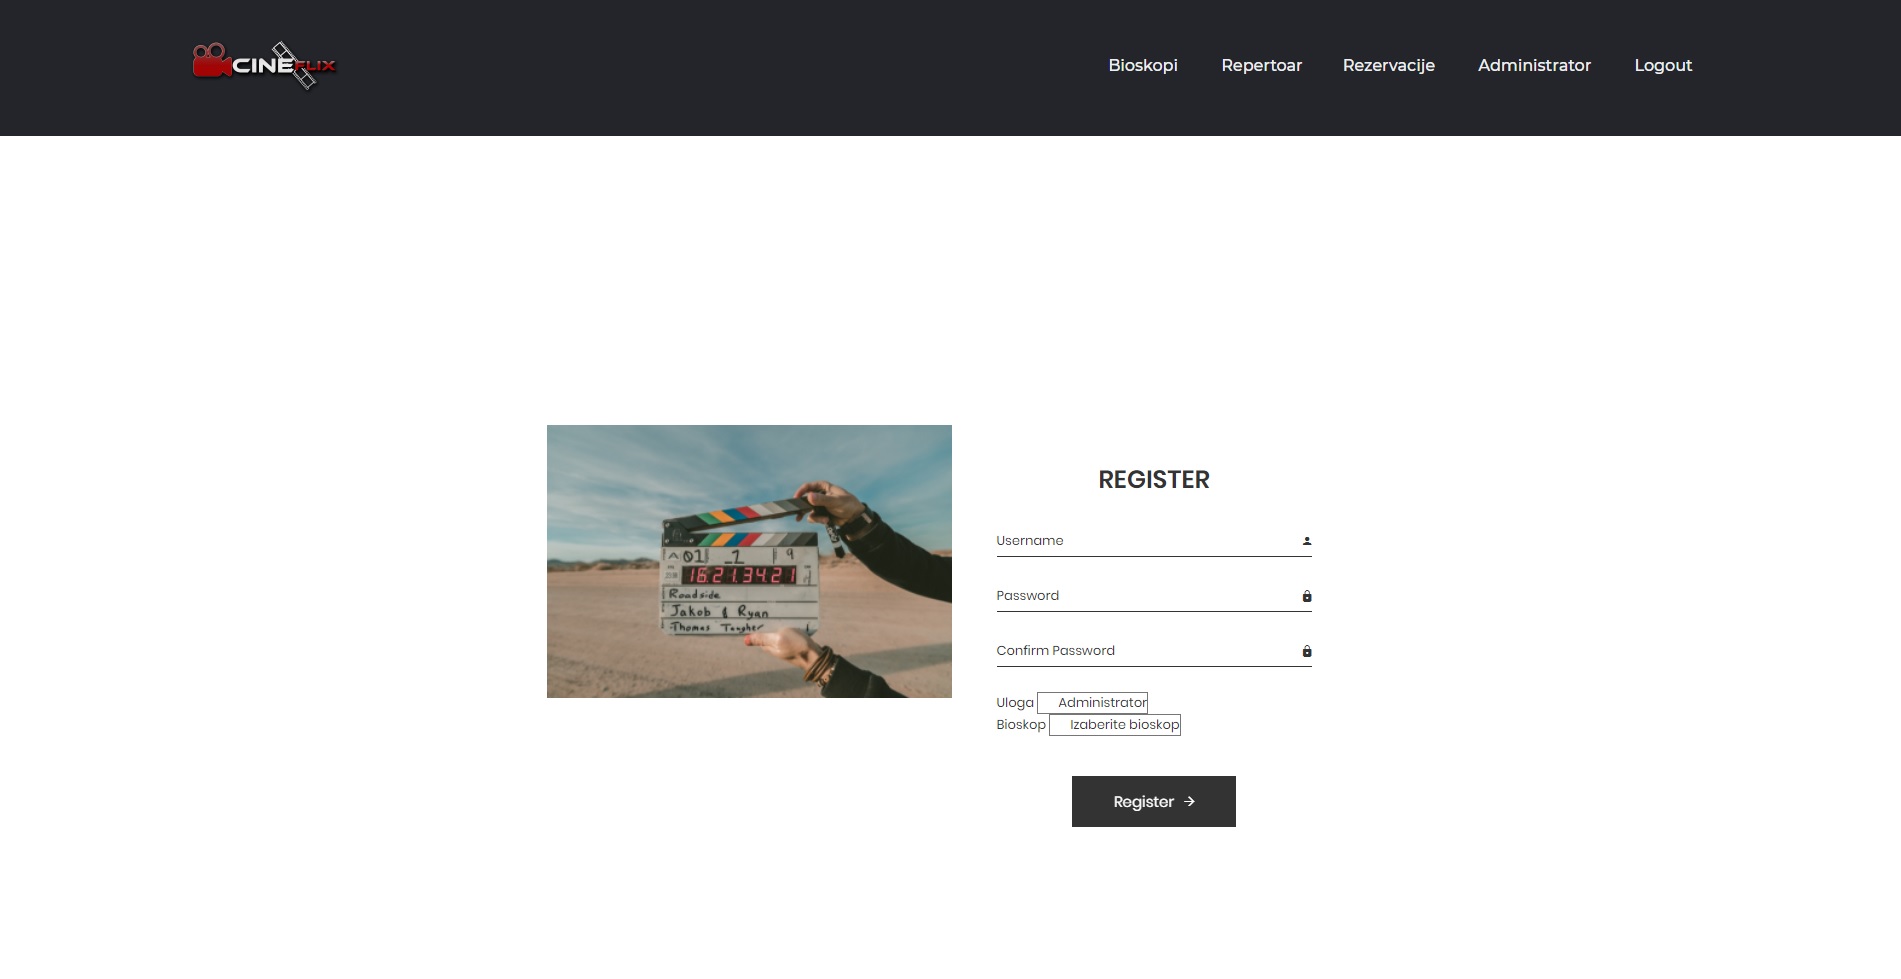 CINEFLIX
Bioskopi Repertoar Rezervacije Administrator Logout
A 01 1 9
16:21:34:21
Roadside
Jakob & Ryan
Thomas Taugher
REGISTER
Username
Password
Confirm Password
Uloga Administrator
Bioskop Izaberite bioskop
Register →